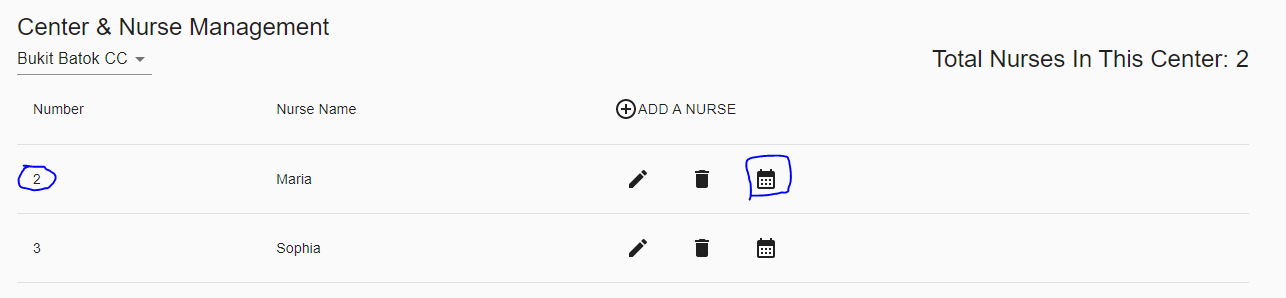 Center & Nurse Management
Bukit Batok CC
Total Nurses In This Center: 2
Number Nurse Name ADD A NURSE
2 Maria
3 Sophia